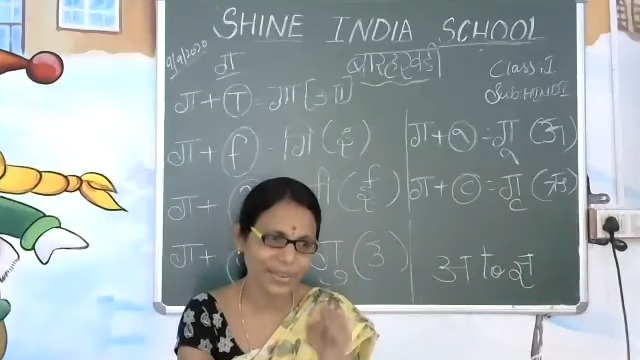 SHINE INDIA SCHOOL
9/9/2020
ग
बारहखडी
Class: I
Sub: HINDI
ग + ा = गा [आ]
ग + ि = गि (इ)
ग + (ई)
ग + गु (उ)
ग + ू = गू (ऊ)
ग + ृ = गृ (ऋ)
अ to